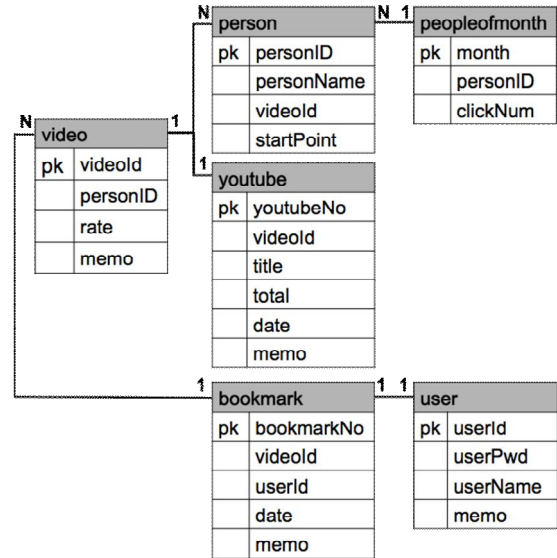 N
person
N
1
peopleofmonth
pk personID
pk month
personName
personID
videoId
clickNum
startPoint
N
video
1
pk videoId
personID
rate
memo
1
youtube
pk youtubeNo
videoId
title
total
date
memo
1
bookmark
1
1
user
pk bookmarkNo
pk userId
videoId
userPwd
userId
userName
date
memo
memo